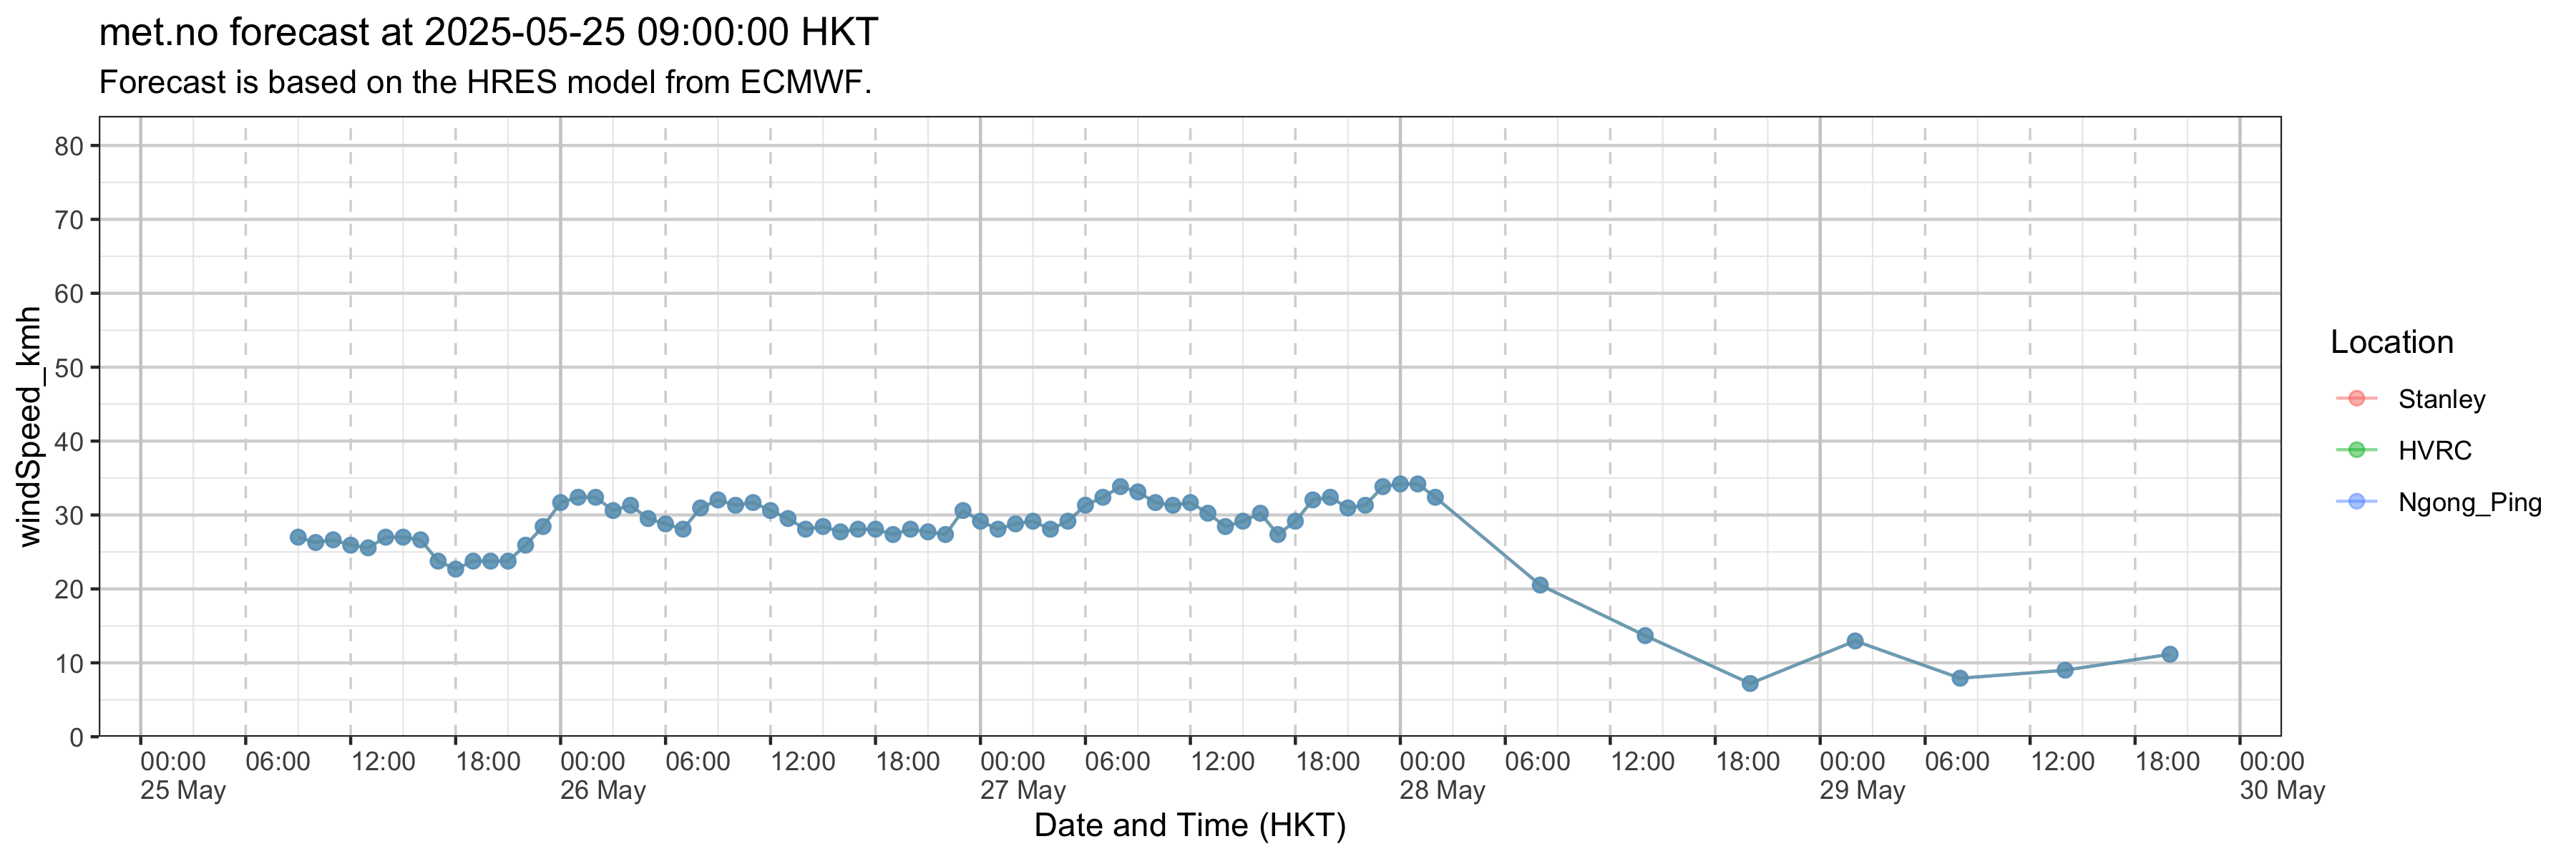 met.no forecast at 2025-05-25 09:00:00 HKT
Forecast is based on the HRES model from ECMWF.
windSpeed_kmh
80
70
60
50
40
30
20
10
0
00:00 06:00 12:00 18:00 00:00 06:00 12:00 18:00 00:00 06:00 12:00 18:00 00:00 06:00 12:00 18:00 00:00 06:00 12:00 18:00 00:00
25 May 26 May 27 May 28 May 29 May 30 May
Date and Time (HKT)
Location
Stanley
HVRC
Ngong_Ping